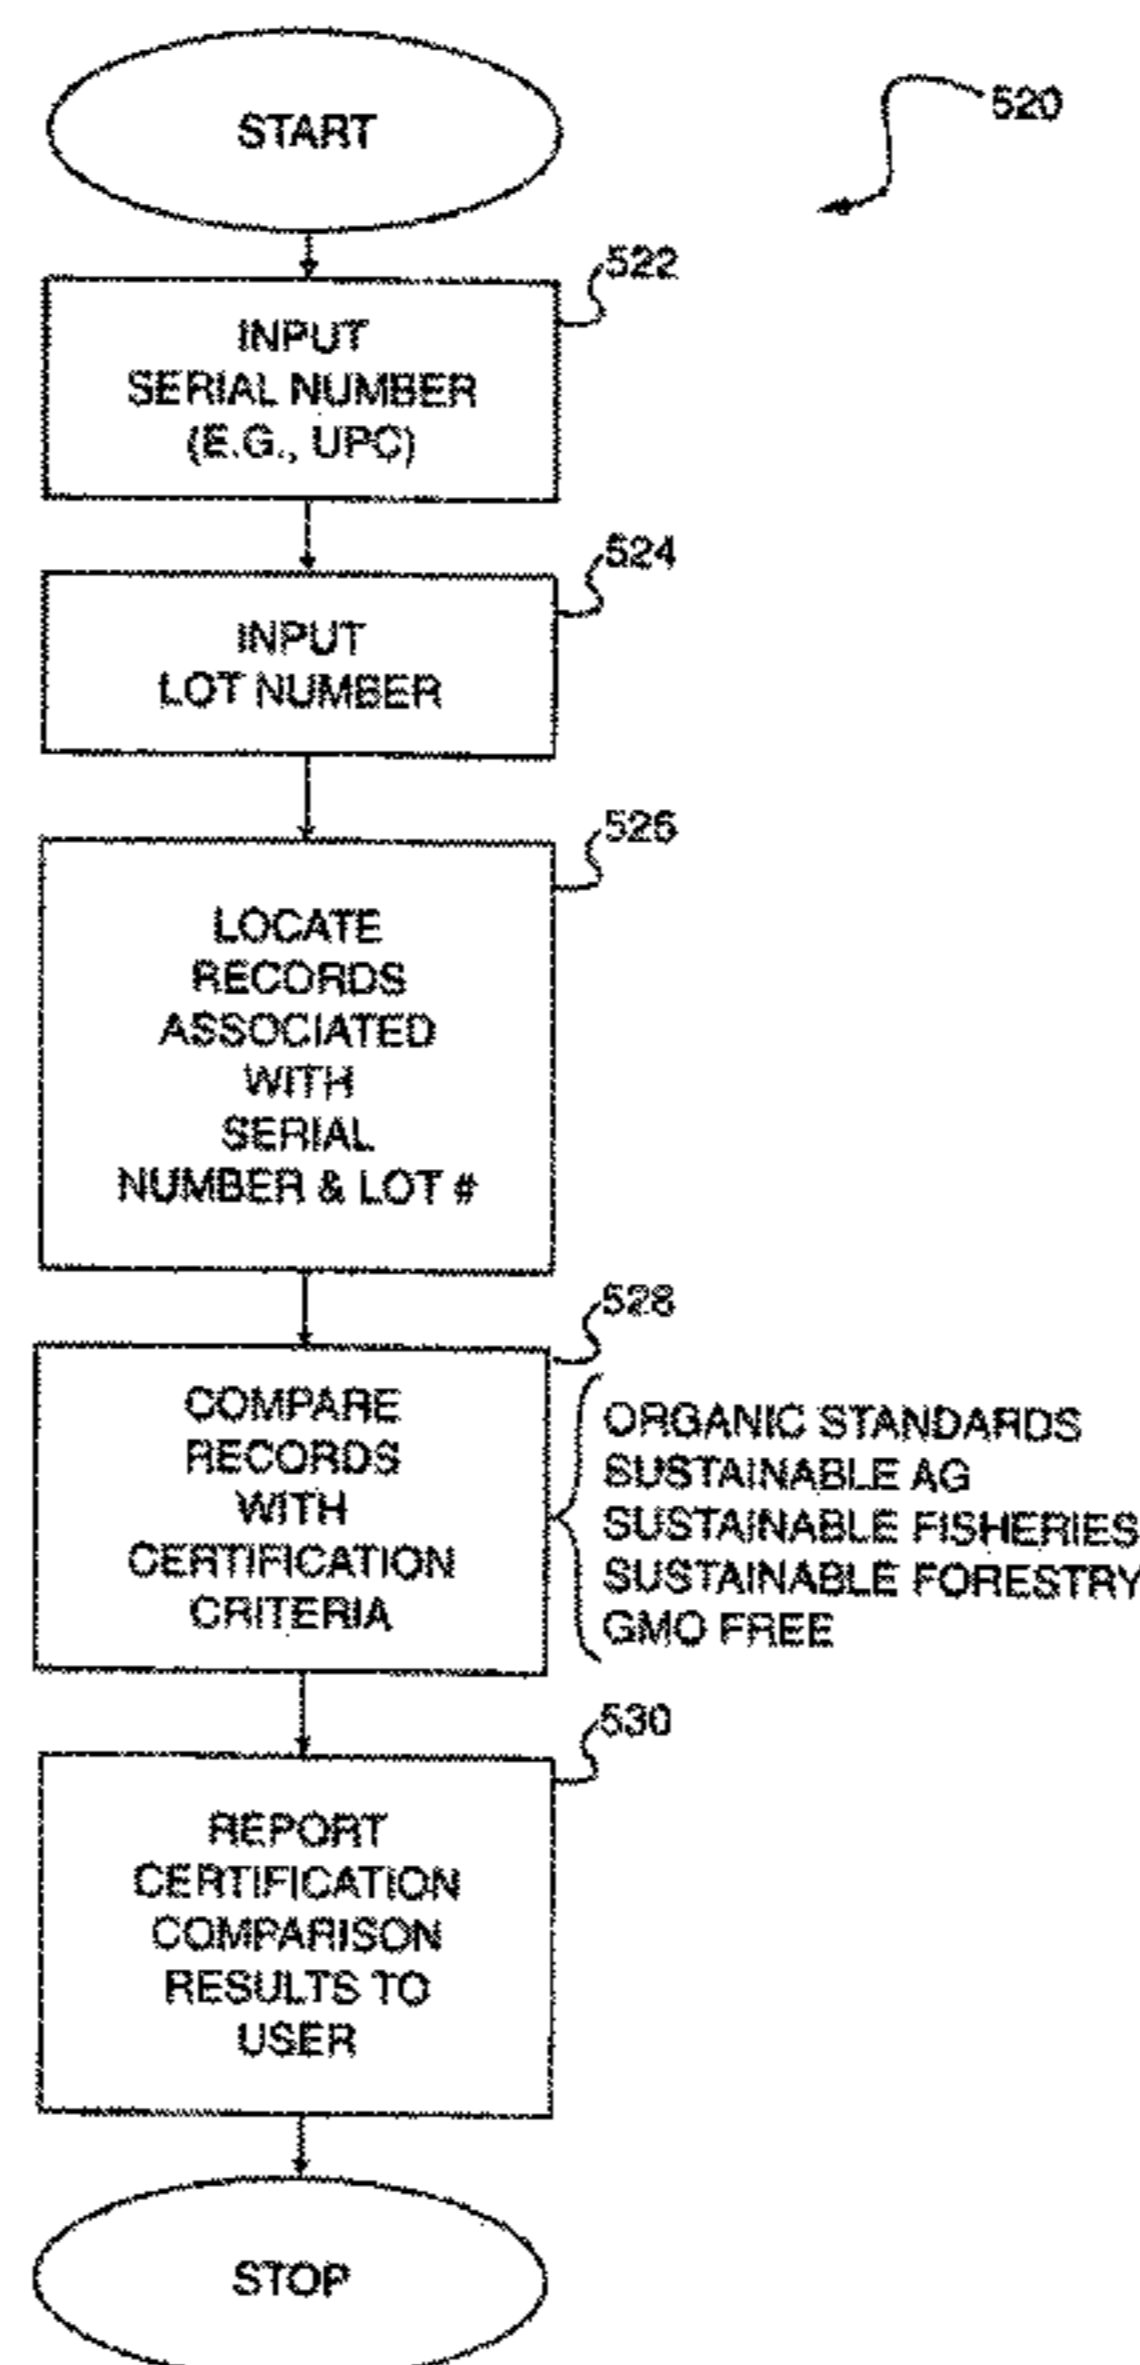 START
520
522
INPUT
SERIAL NUMBER
(E.G., UPC)
524
INPUT
LOT NUMBER
526
LOCATE
RECORDS
ASSOCIATED
WITH
SERIAL
NUMBER & LOT #
528
COMPARE
RECORDS
WITH
CERTIFICATION
CRITERIA
ORGANIC STANDARDS
SUSTAINABLE AG
SUSTAINABLE FISHERIES
SUSTAINABLE FORESTRY
GMO FREE
530
REPORT
CERTIFICATION
COMPARISON
RESULTS TO
USER
STOP